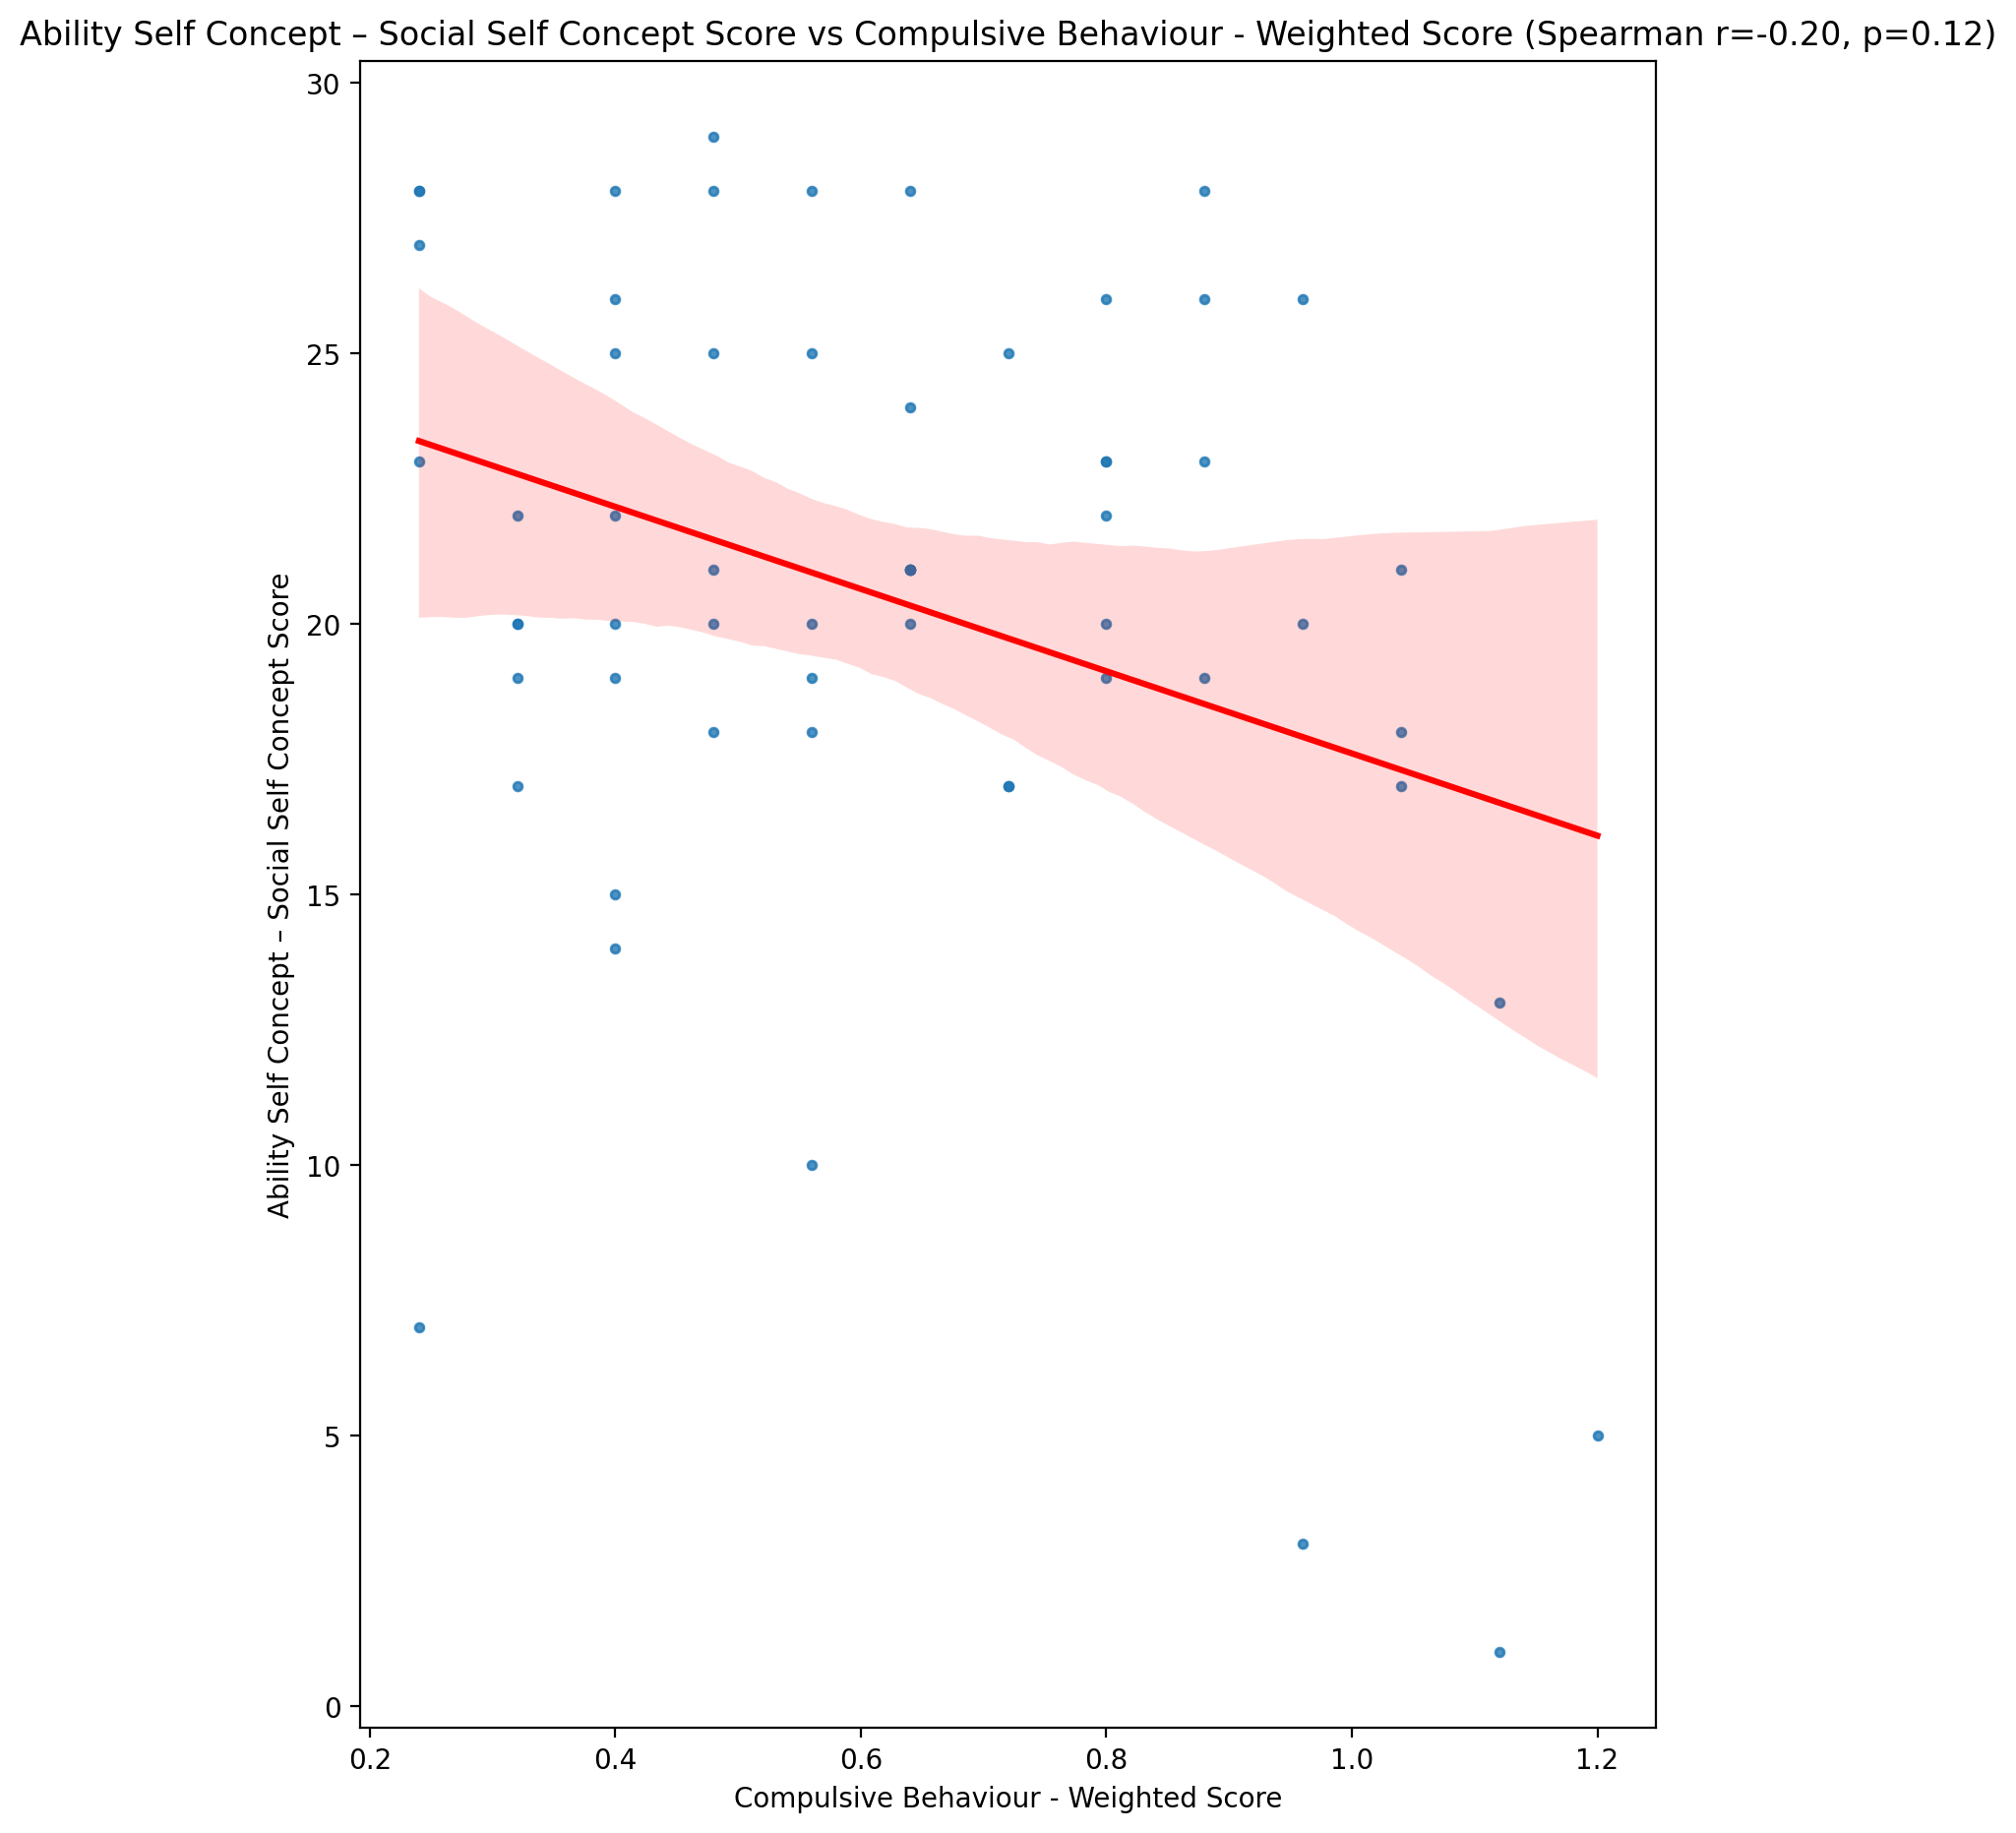 Ability Self Concept – Social Self Concept Score vs Compulsive Behaviour - Weighted Score (Spearman r=-0.20, p=0.12)
30
25
20
15
10
5
0
Ability Self Concept – Social Self Concept Score
0.2 0.4 0.6 0.8 1.0 1.2
Compulsive Behaviour - Weighted Score